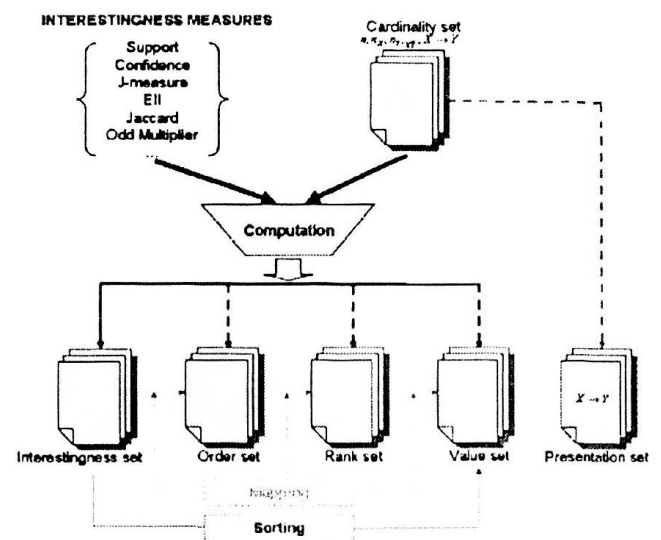 INTERESTINGNESS MEASURES
Support
Confidence
J-measure
EII
Jaccard
Odd Multiplier
...
Cardinality set
X → Y
Computation
Interestingness set
Order set
Rank set
Value set
X → Y
Presentation set
Mapping
Sorting